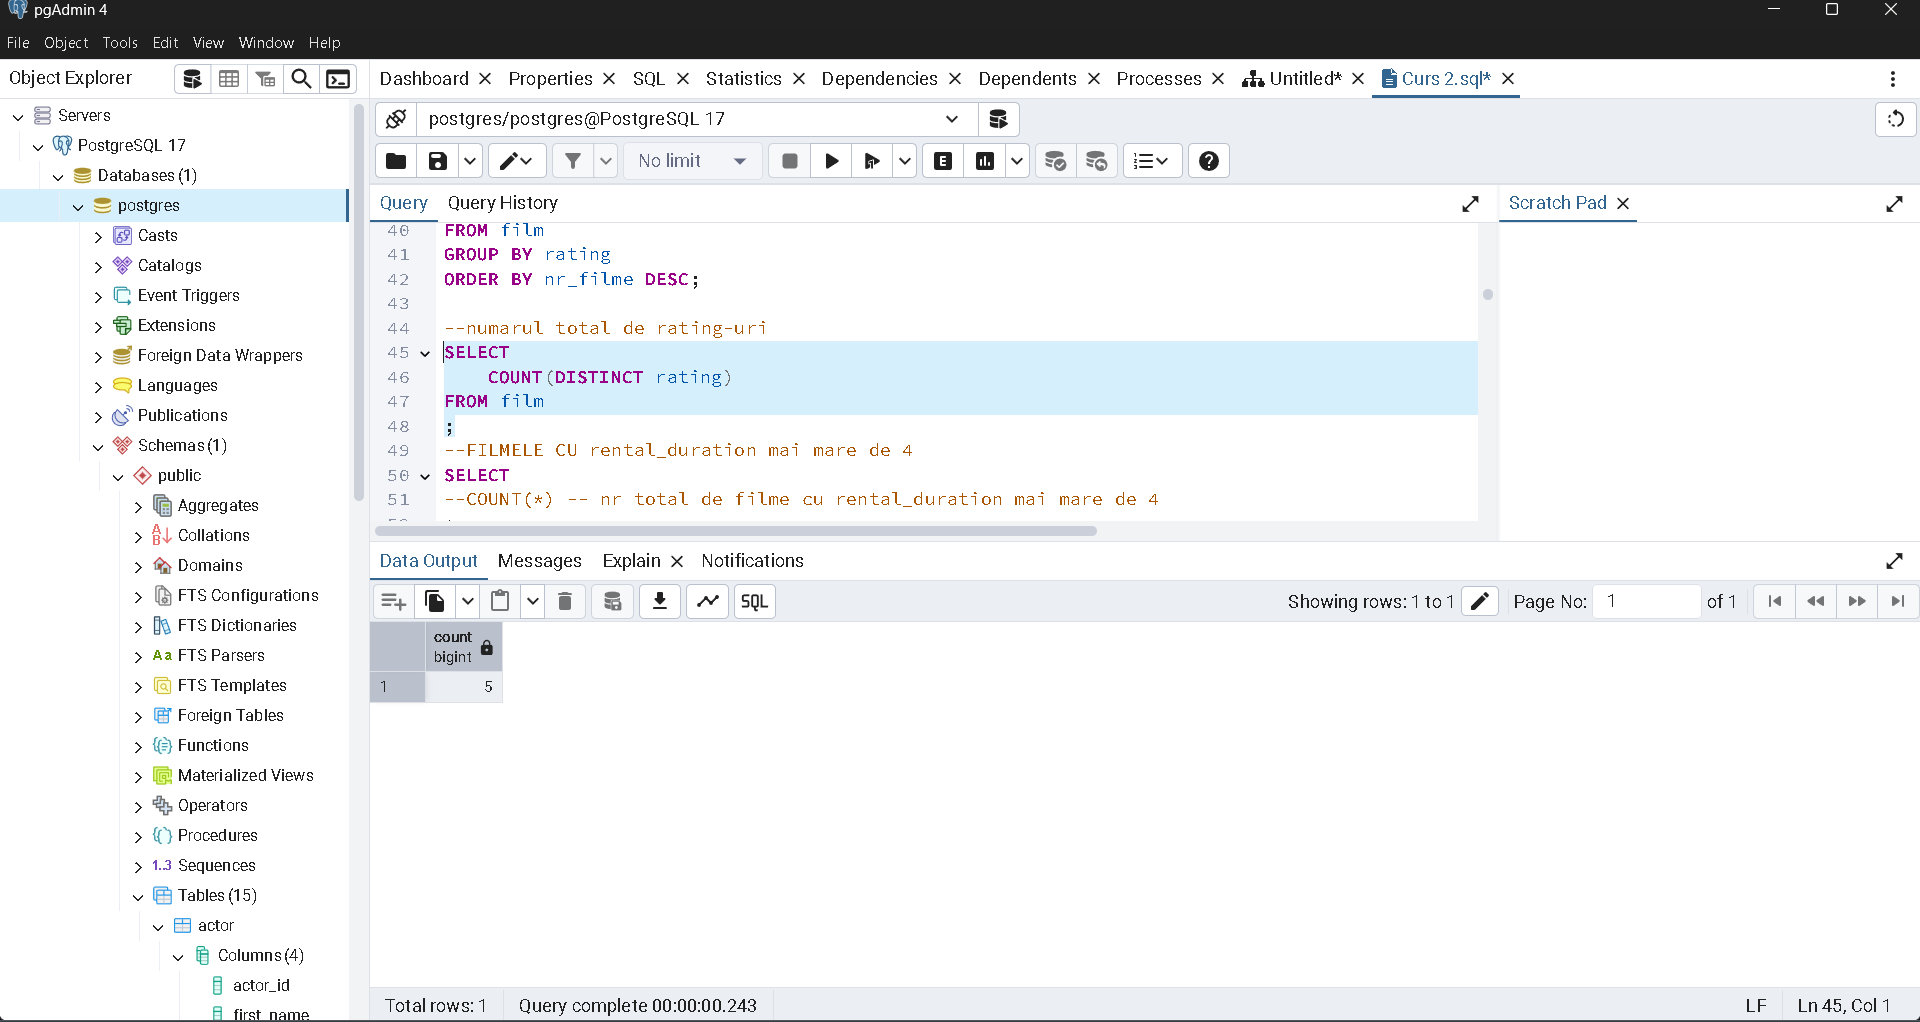 pgAdmin 4
File Object Tools Edit View Window Help
Object Explorer
Dashboard Properties SQL Statistics Dependencies Dependents Processes Untitled* Curs 2.sql*
Servers
PostgreSQL 17
Databases (1)
postgres
Casts
Catalogs
Event Triggers
Extensions
Foreign Data Wrappers
Languages
Publications
Schemas (1)
public
Aggregates
Collations
Domains
FTS Configurations
FTS Dictionaries
FTS Parsers
FTS Templates
Foreign Tables
Functions
Materialized Views
Operators
Procedures
1..3 Sequences
Tables (15)
actor
Columns (4)
actor_id
first_name
postgres/postgres@PostgreSQL 17
No limit
Query Query History
Scratch Pad
40 FROM film
41 GROUP BY rating
42 ORDER BY nr_filme DESC;
43
44 --numarul total de rating-uri
45 SELECT
46 COUNT(DISTINCT rating)
47 FROM film
48 ;
49 --FILMELE CU rental_duration mai mare de 4
50 SELECT
51 --COUNT(*) -- nr total de filme cu rental_duration mai mare de 4
Data Output Messages Explain Notifications
SQL
Showing rows: 1 to 1 Page No: 1 of 1
count
bigint
1 5
Total rows: 1 Query complete 00:00:00.243 LF Ln 45, Col 1